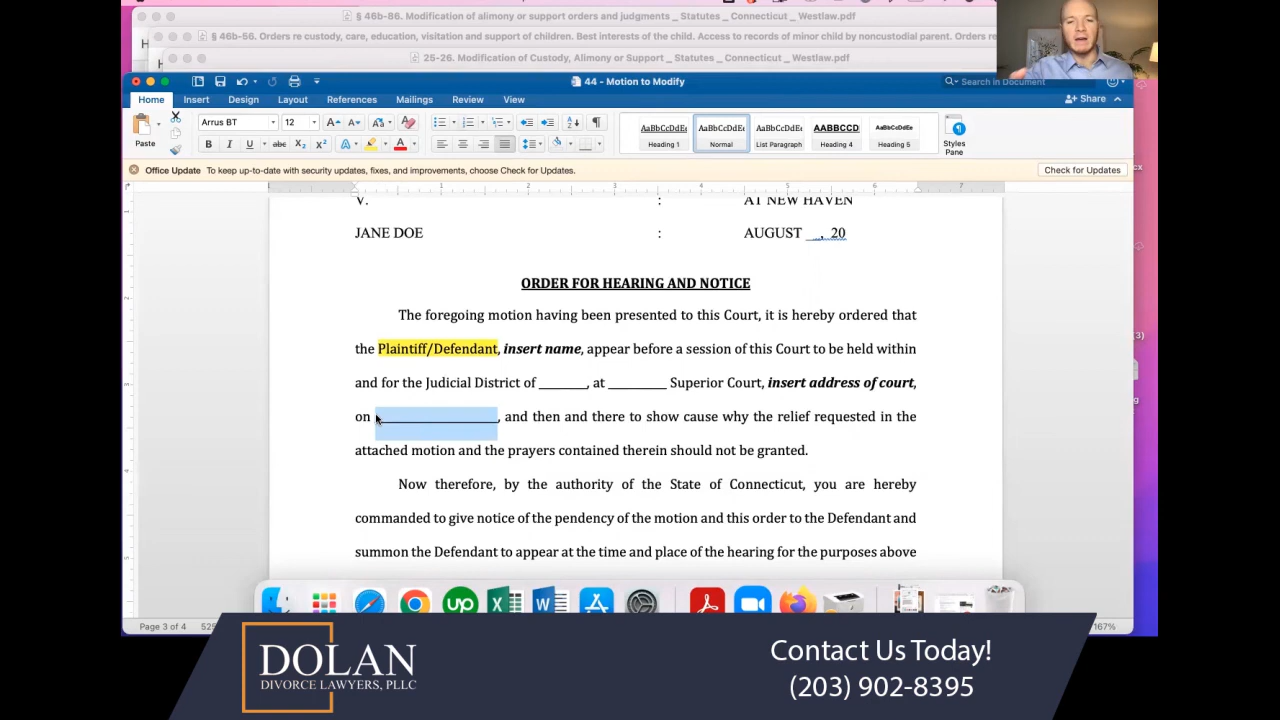 § 46b-86. Modification of alimony or support orders and judgments _ Statutes _ Connecticut _ Westlaw.pdf
§ 46b-56. Orders re custody, care, education, visitation and support of children. Best interests of the child. Access to records of minor child by noncustodial parent. Orders re
25-26. Modification of Custody, Alimony or Support _ Statutes _ Connecticut _ Westlaw.pdf
44 - Motion to Modify
Search in Document
Home Insert Design Layout References Mailings Review View
Share
Paste
Arrus BT 12
AaBbCcDdEe AaBbCcDdEe AaBbCcDdEe AABBCCD AaBbCcDdEe
Heading 1 Normal List Paragraph Heading 4 Heading 5
Styles
Pane
Office Update To keep up-to-date with security updates, fixes, and improvements, choose Check for Updates.
Check for Updates
V. : AT NEW HAVEN
JANE DOE : AUGUST __, 20
ORDER FOR HEARING AND NOTICE
The foregoing motion having been presented to this Court, it is hereby ordered that
the Plaintiff/Defendant, insert name, appear before a session of this Court to be held within
and for the Judicial District of ________, at _________ Superior Court, insert address of court,
on ___________________, and then and there to show cause why the relief requested in the
attached motion and the prayers contained therein should not be granted.
Now therefore, by the authority of the State of Connecticut, you are hereby
commanded to give notice of the pendency of the motion and this order to the Defendant and
summon the Defendant to appear at the time and place of the hearing for the purposes above
Page 3 of 4
167%
DOLAN
DIVORCE LAWYERS, PLLC
Contact Us Today!
(203) 902-8395